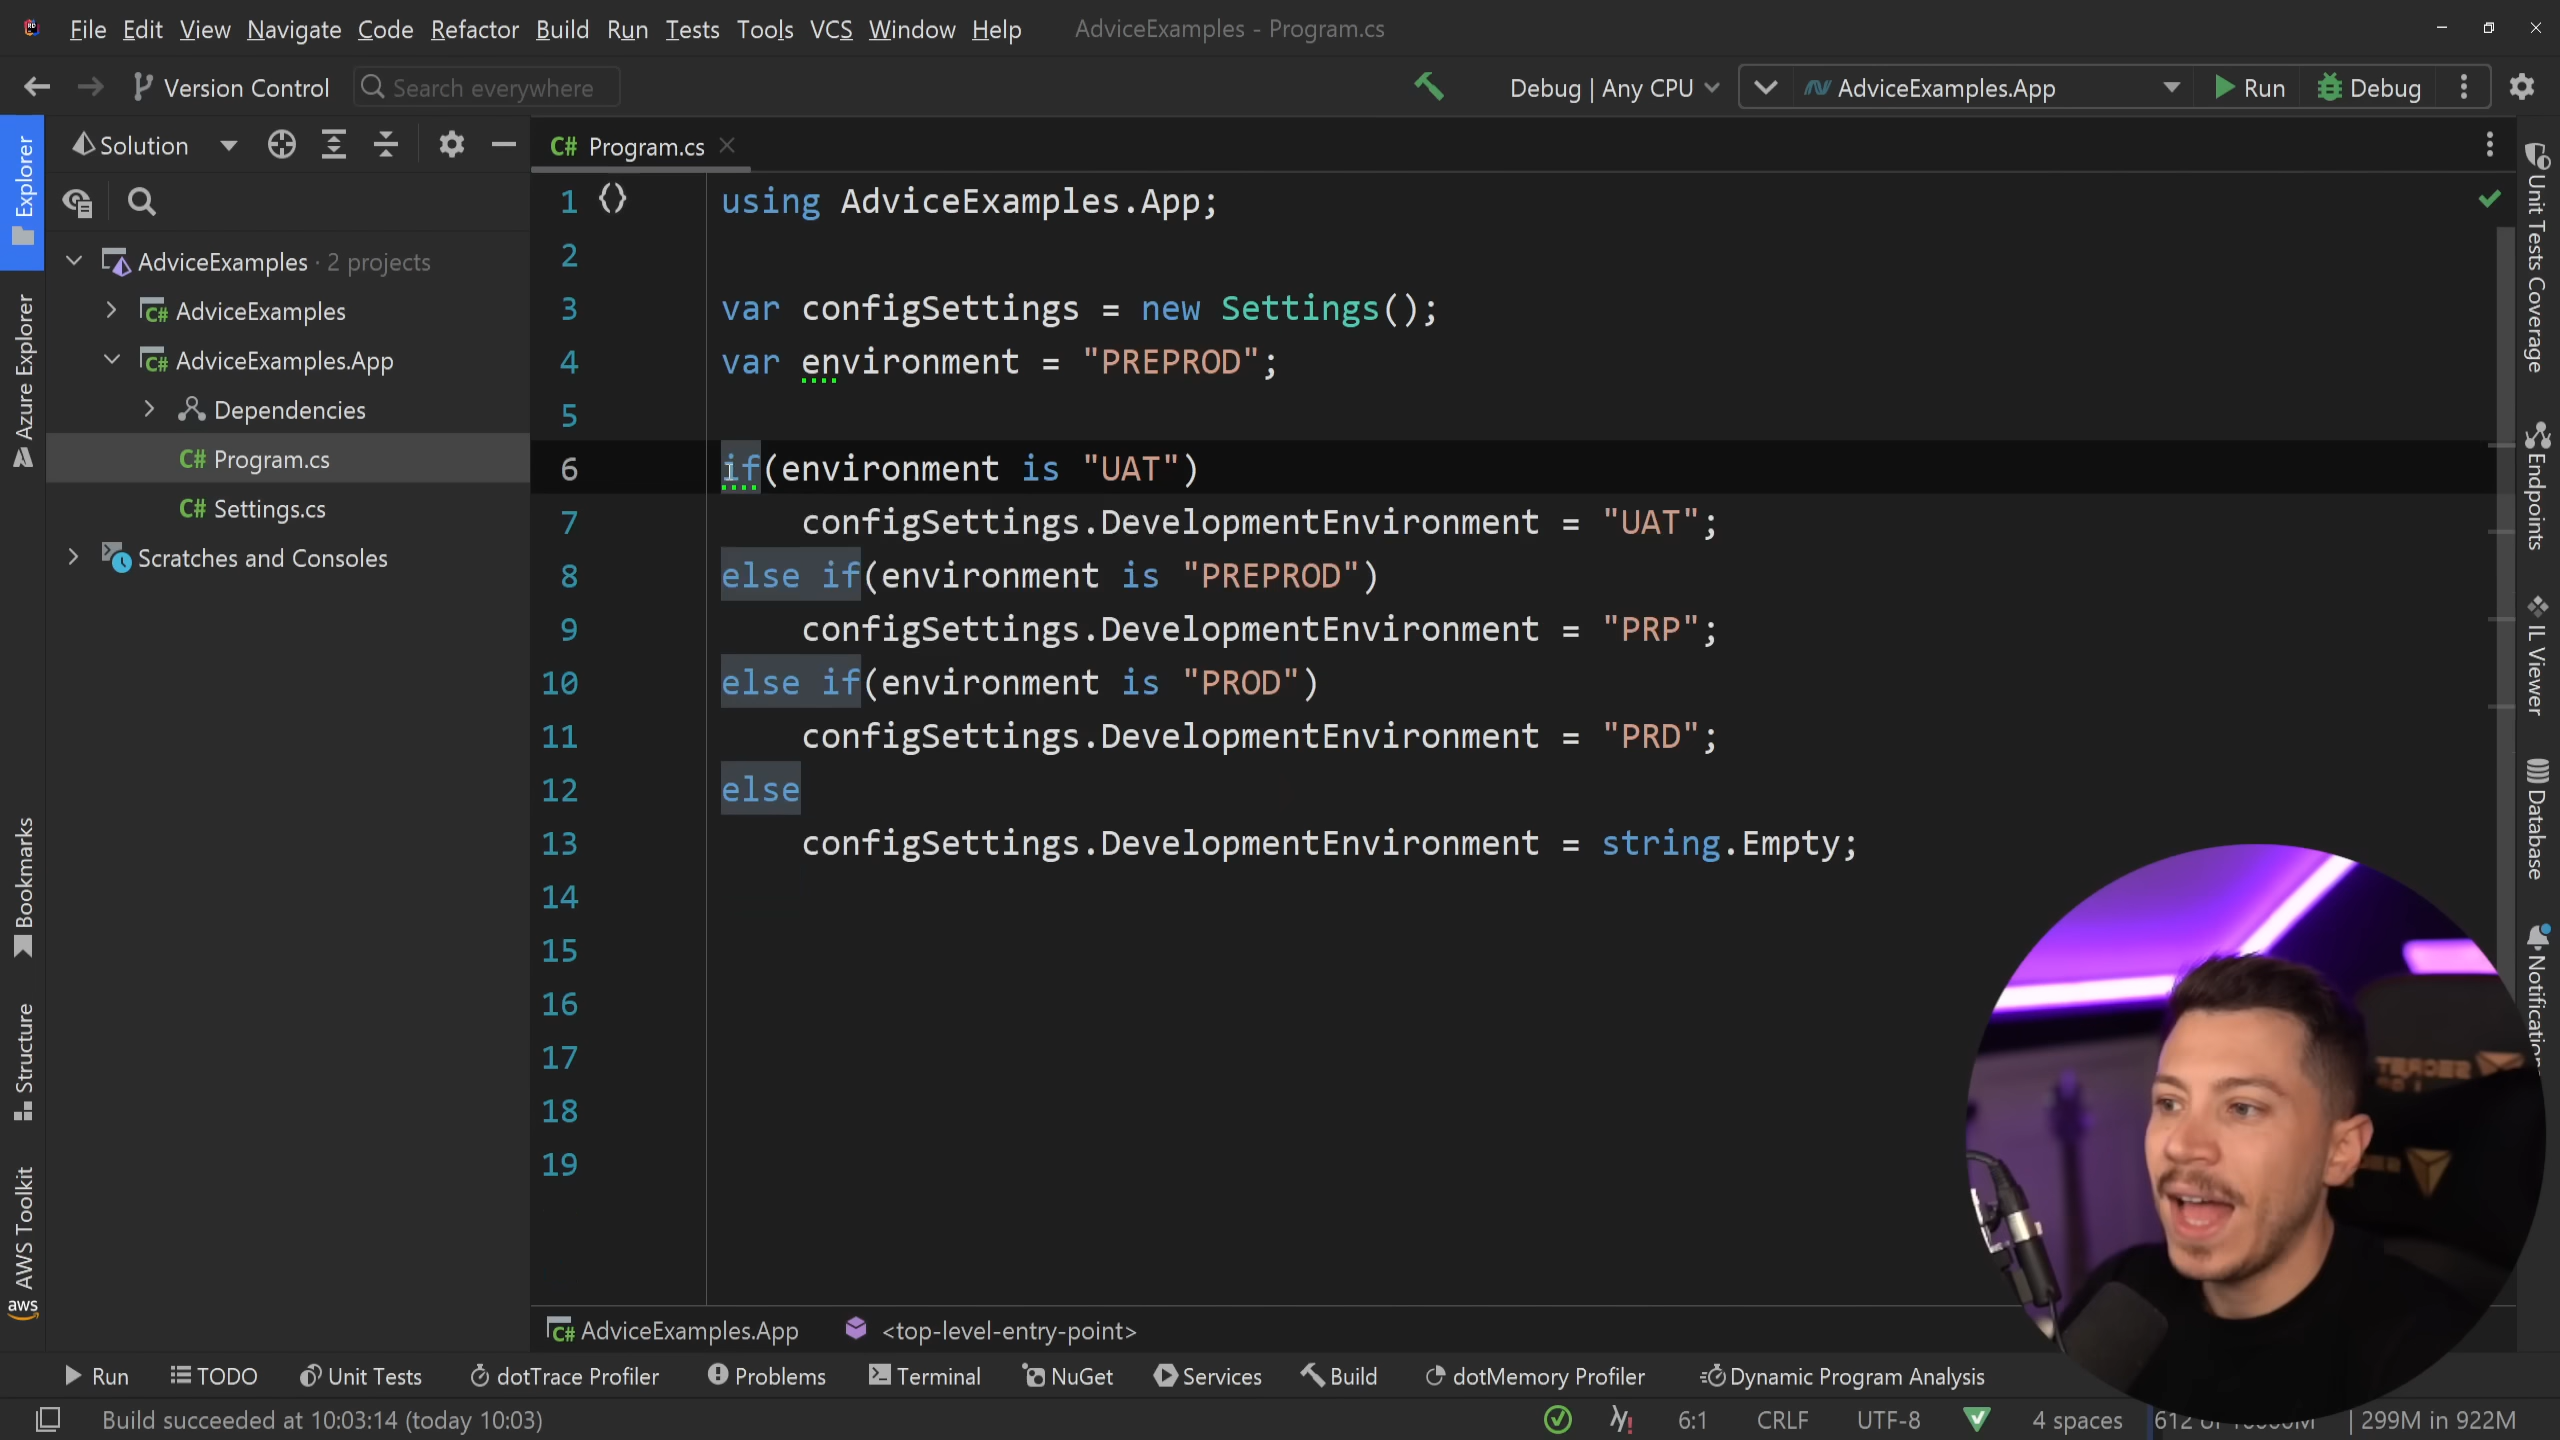 File Edit View Navigate Code Refactor Build Run Tests Tools VCS Window Help AdviceExamples - Program.cs
Version Control Search everywhere Debug | Any CPU AdviceExamples.App Run Debug
Solution
C# Program.cs
Explorer
Azure Explorer
Bookmarks
Structure
AWS Toolkit
aws
AdviceExamples · 2 projects
C# AdviceExamples
C# AdviceExamples.App
Dependencies
C# Program.cs
C# Settings.cs
Scratches and Consoles
1 {} using AdviceExamples.App;
2
3 var configSettings = new Settings();
4 var environment = "PREPROD";
5
6 if(environment is "UAT")
7 configSettings.DevelopmentEnvironment = "UAT";
8 else if(environment is "PREPROD")
9 configSettings.DevelopmentEnvironment = "PRP";
10 else if(environment is "PROD")
11 configSettings.DevelopmentEnvironment = "PRD";
12 else
13 configSettings.DevelopmentEnvironment = string.Empty;
14
15
16
17
18
19
Unit Tests Coverage
Endpoints
IL Viewer
Database
Notification
SECRET
C# AdviceExamples.App <top-level-entry-point>
Run TODO Unit Tests dotTrace Profiler Problems Terminal NuGet Services Build dotMemory Profiler Dynamic Program Analysis
Build succeeded at 10:03:14 (today 10:03) 6:1 CRLF UTF-8 4 spaces 612 of 299M in 922M